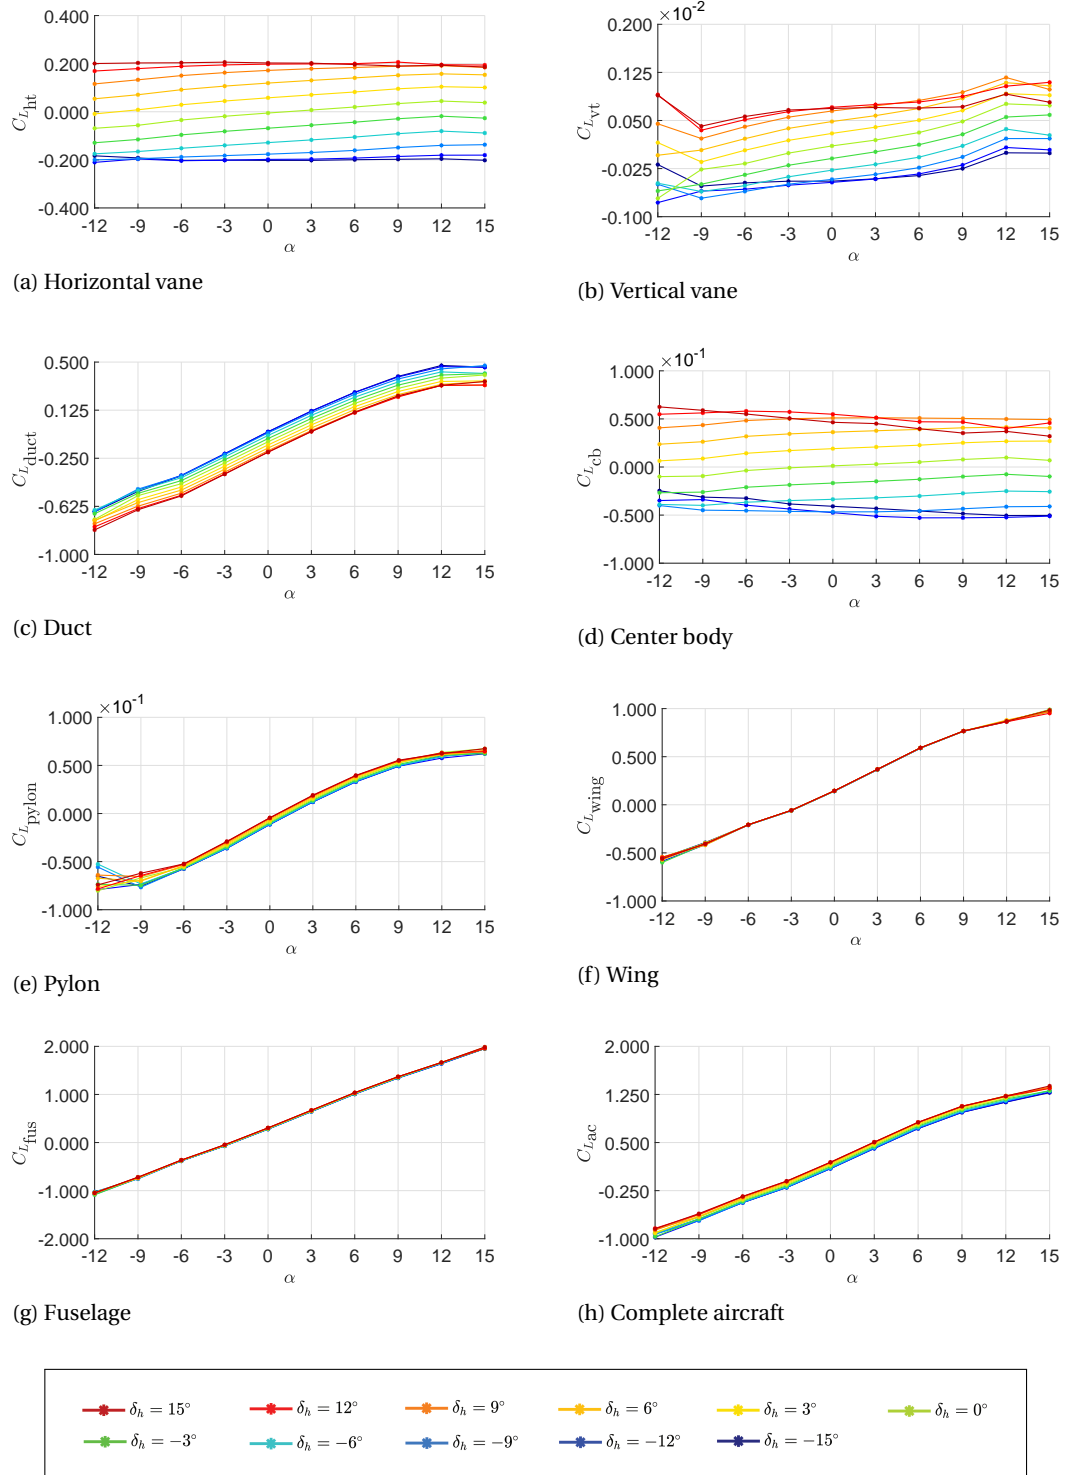 0.400
0.200
0.000
-0.200
-0.400
C_L_ht
-12 -9 -6 -3 0 3 6 9 12 15
α
(a) Horizontal vane
×10⁻²
0.200
0.125
0.050
-0.025
-0.100
C_L_vt
-12 -9 -6 -3 0 3 6 9 12 15
α
(b) Vertical vane
0.500
0.125
-0.250
-0.625
-1.000
C_L_duct
-12 -9 -6 -3 0 3 6 9 12 15
α
(c) Duct
×10⁻¹
1.000
0.500
0.000
-0.500
-1.000
C_L_cb
-12 -9 -6 -3 0 3 6 9 12 15
α
(d) Center body
×10⁻¹
1.000
0.500
0.000
-0.500
-1.000
C_L_pylon
-12 -9 -6 -3 0 3 6 9 12 15
α
(e) Pylon
1.000
0.500
0.000
-0.500
-1.000
C_L_wing
-12 -9 -6 -3 0 3 6 9 12 15
α
(f) Wing
2.000
1.000
0.000
-1.000
-2.000
C_L_fus
-12 -9 -6 -3 0 3 6 9 12 15
α
(g) Fuselage
2.000
1.250
0.500
-0.250
-1.000
C_L_ac
-12 -9 -6 -3 0 3 6 9 12 15
α
(h) Complete aircraft
δₕ = 15° δₕ = 12° δₕ = 9° δₕ = 6° δₕ = 3° δₕ = 0°
δₕ = −3° δₕ = −6° δₕ = −9° δₕ = −12° δₕ = −15°